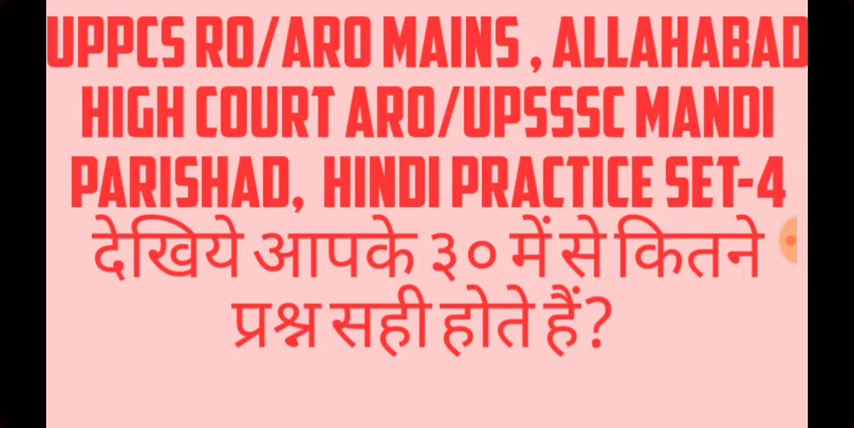 UPPCS RO/ARO MAINS , ALLAHABAD
HIGH COURT ARO/UPSSSC MANDI
PARISHAD, HINDI PRACTICE SET-4
देखिये आपके ३० में से कितने
प्रश्न सही होते हैं?